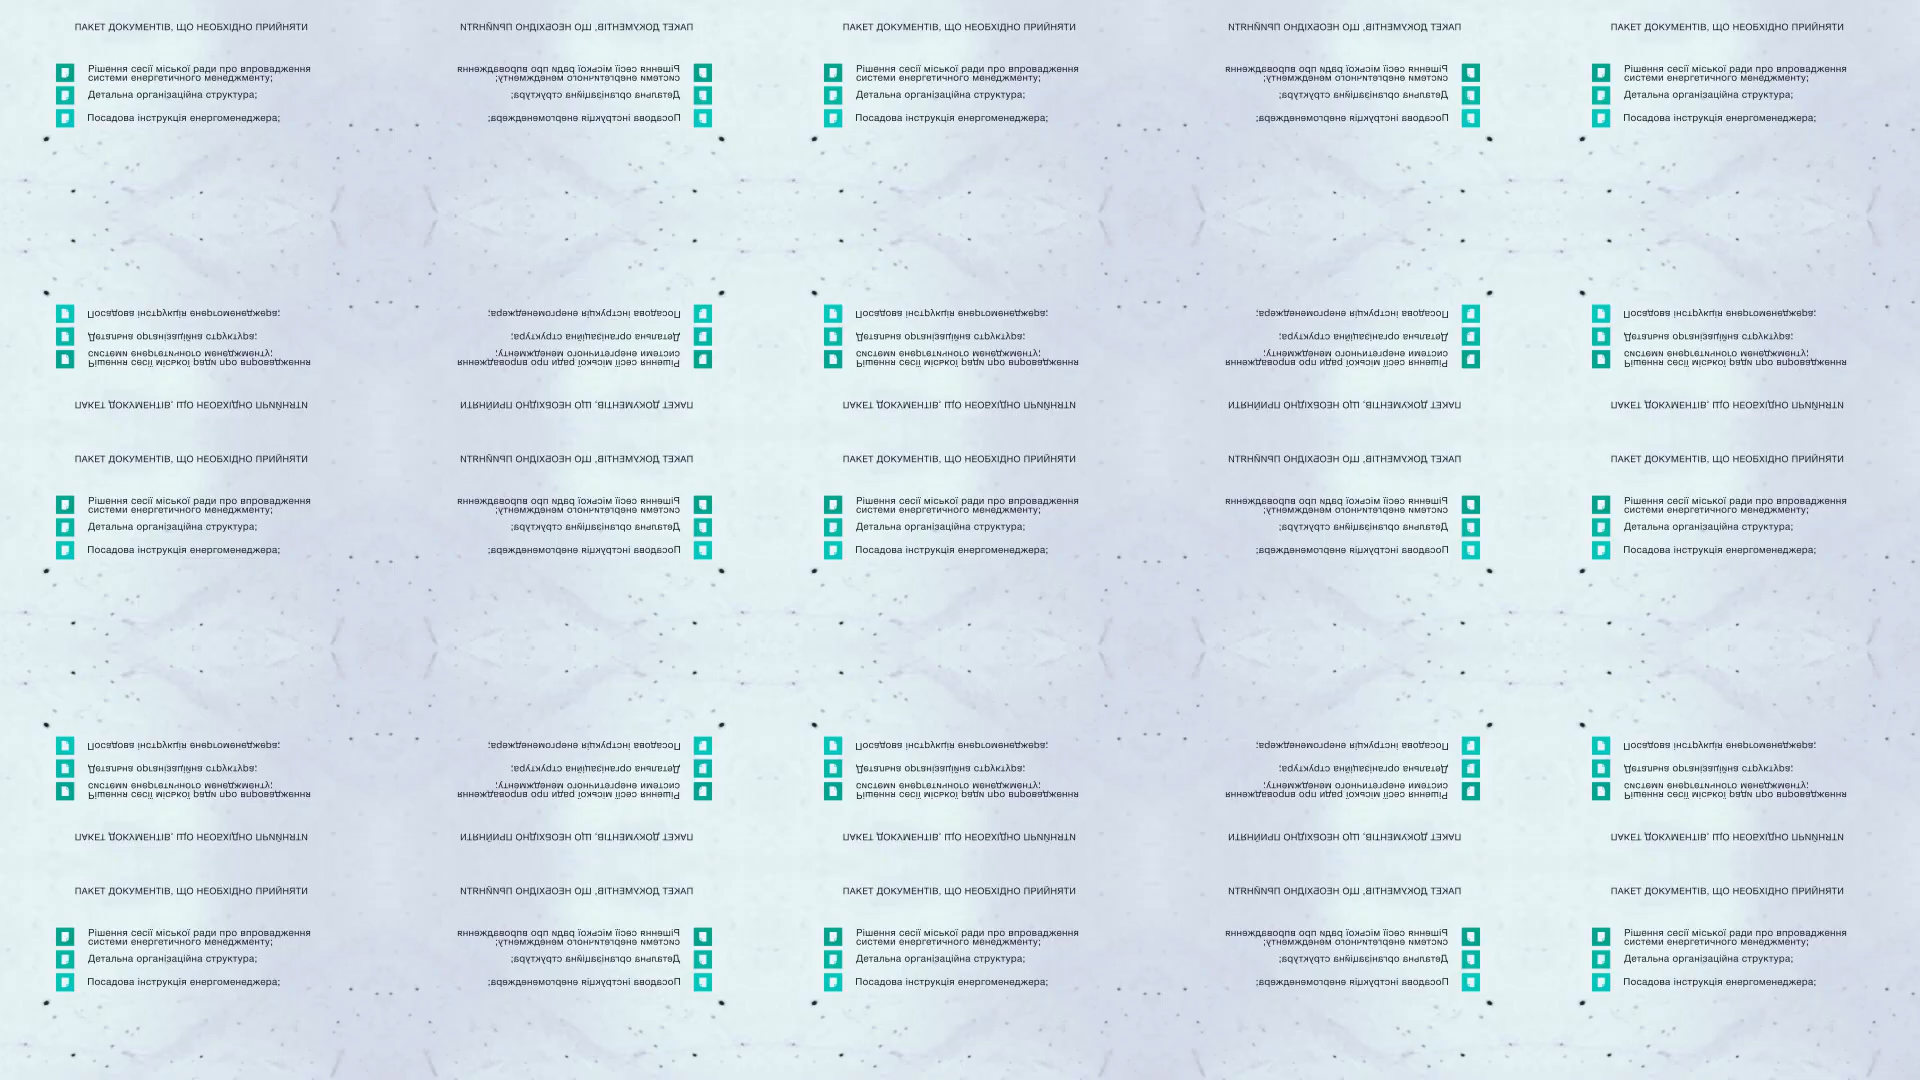 ПАКЕТ ДОКУМЕНТІВ, ЩО НЕОБХІДНО ПРИЙНЯТИ
Рішення сесії міської ради про впровадження
системи енергетичного менеджменту;
Детальна організаційна структура;
Посадова інструкція енергоменеджера;